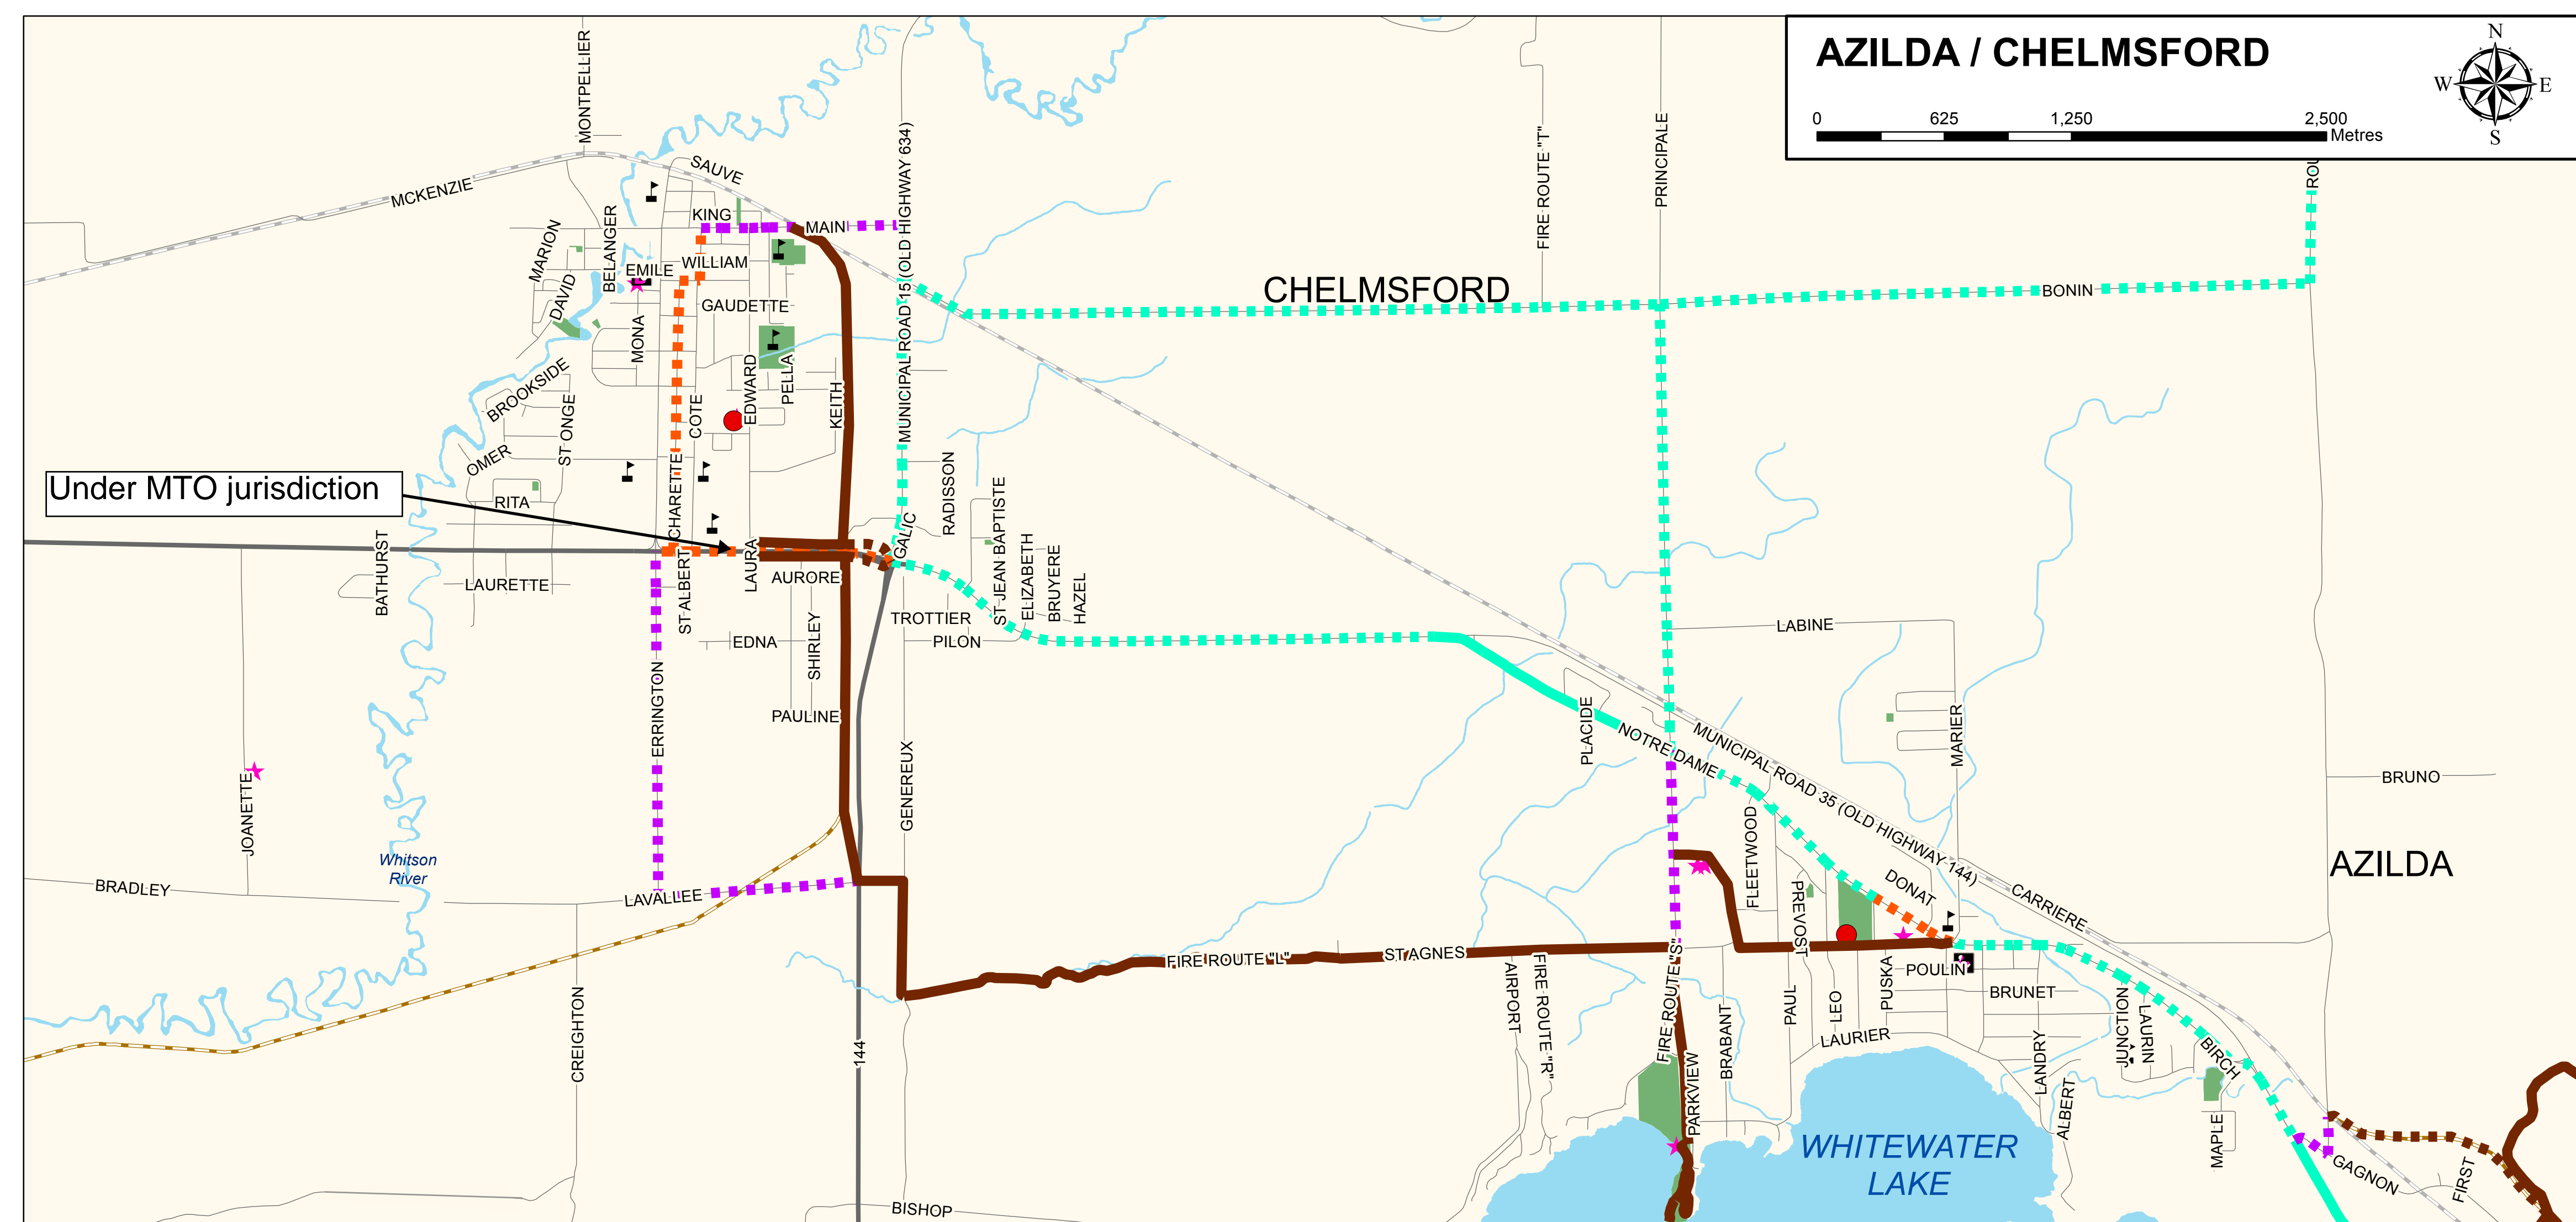 AZILDA / CHELMSFORD
N
W
E
S
0
625
1,250
2,500
Metres
MONTPELLIER
MCKENZIE
SAUVE
KING
MAIN
MUNICIPAL ROAD 15 (OLD HIGHWAY 634)
FIRE ROUTE "T"
PRINCIPALE
ROU
MARION
BELANGER
DAVID
EMILE
WILLIAM
GAUDETTE
MONA
CHELMSFORD
BONIN
BROOKSIDE
ST ONGE
COTE
EDWARD
PELLA
KEITH
OMER
RITA
Under MTO jurisdiction
CHARETTE
GALIC
RADISSON
ST JEAN BAPTISTE
ELIZABETH
BRUYERE
HAZEL
BATHURST
LAURETTE
ST ALBERT
LAURA
AURORE
TROTTIER
PILON
EDNA
SHIRLEY
PAULINE
ERRINGTON
GENEREUX
LABINE
PLACIDE
NOTRE DAME
MUNICIPAL ROAD 35 (OLD HIGHWAY 144)
MARIER
BRUNO
JOANETTE
Whitson
River
BRADLEY
LAVALLEE
FLEETWOOD
PREVOST
DONAT
CARRIERE
AZILDA
FIRE ROUTE "L"
ST AGNES
AIRPORT
FIRE ROUTE "R"
FIRE ROUTE "S"
PAUL
LEO
PUSKA
POULIN
BRUNET
LAURIER
BRABANT
PARKVIEW
LANDRY
ALBERT
JUNCTION
LAURIN
BIRCH
MAPLE
CREIGHTON
144
BISHOP
WHITEWATER
LAKE
GAGNON
FIRST